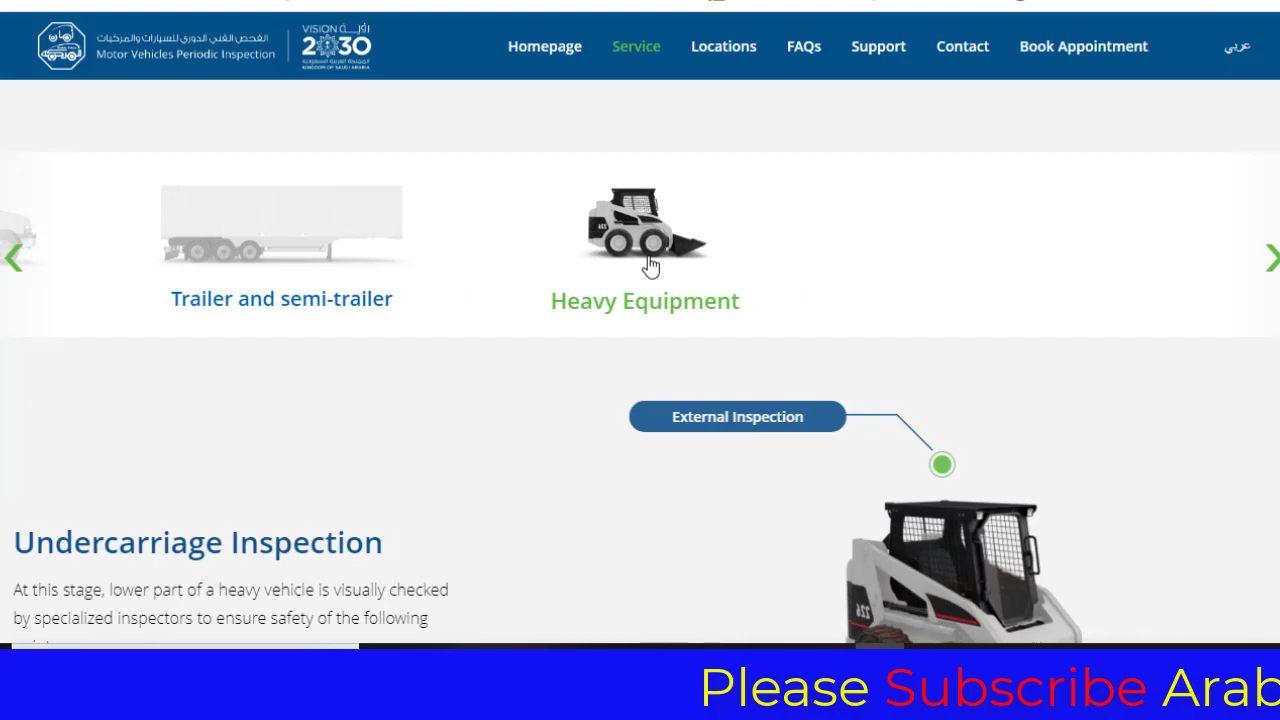 الفحص الفني الدوري للسيارات والمركبات
Motor Vehicles Periodic Inspection
VISION رؤيــــة
2030
المملكة العربية السعودية
KINGDOM OF SAUDI ARABIA
Homepage
Service
Locations
FAQs
Support
Contact
Book Appointment
عربي
Trailer and semi-trailer
Heavy Equipment
External Inspection
Undercarriage Inspection
At this stage, lower part of a heavy vehicle is visually checked
by specialized inspectors to ensure safety of the following
226
Please Subscribe Arab